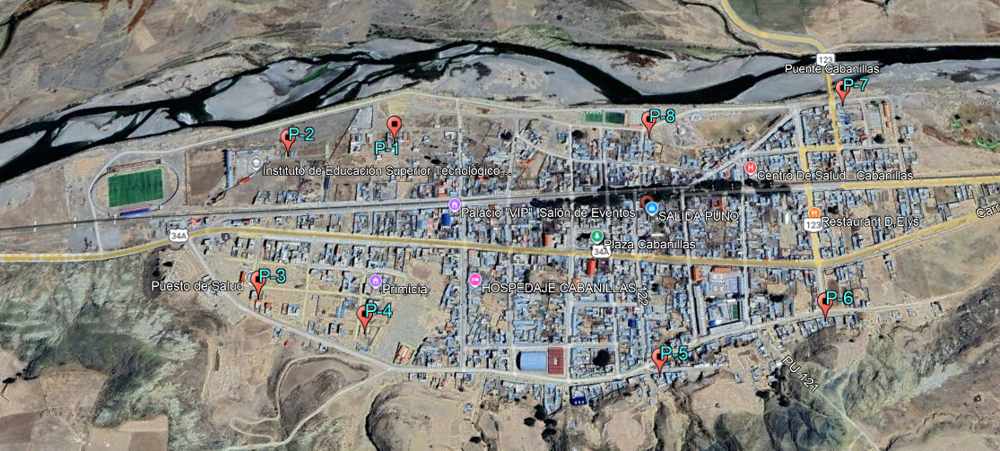 123
Puente Cabanillas
P-7
P-8
P-2
P-1
Instituto de Educación Superior Tecnológico...
H
Centro De Salud - Cabanillas
Palacio "VIP" Salón de Eventos
SALIDA PUNO
Restaurant D,Eys
123
34A
Plaza Cabanillas
34A
Puesto de Salud
P-3
Primicia
HOSPEDAJE CABANILLAS
122
P-6
P-4
P-5
PU-121